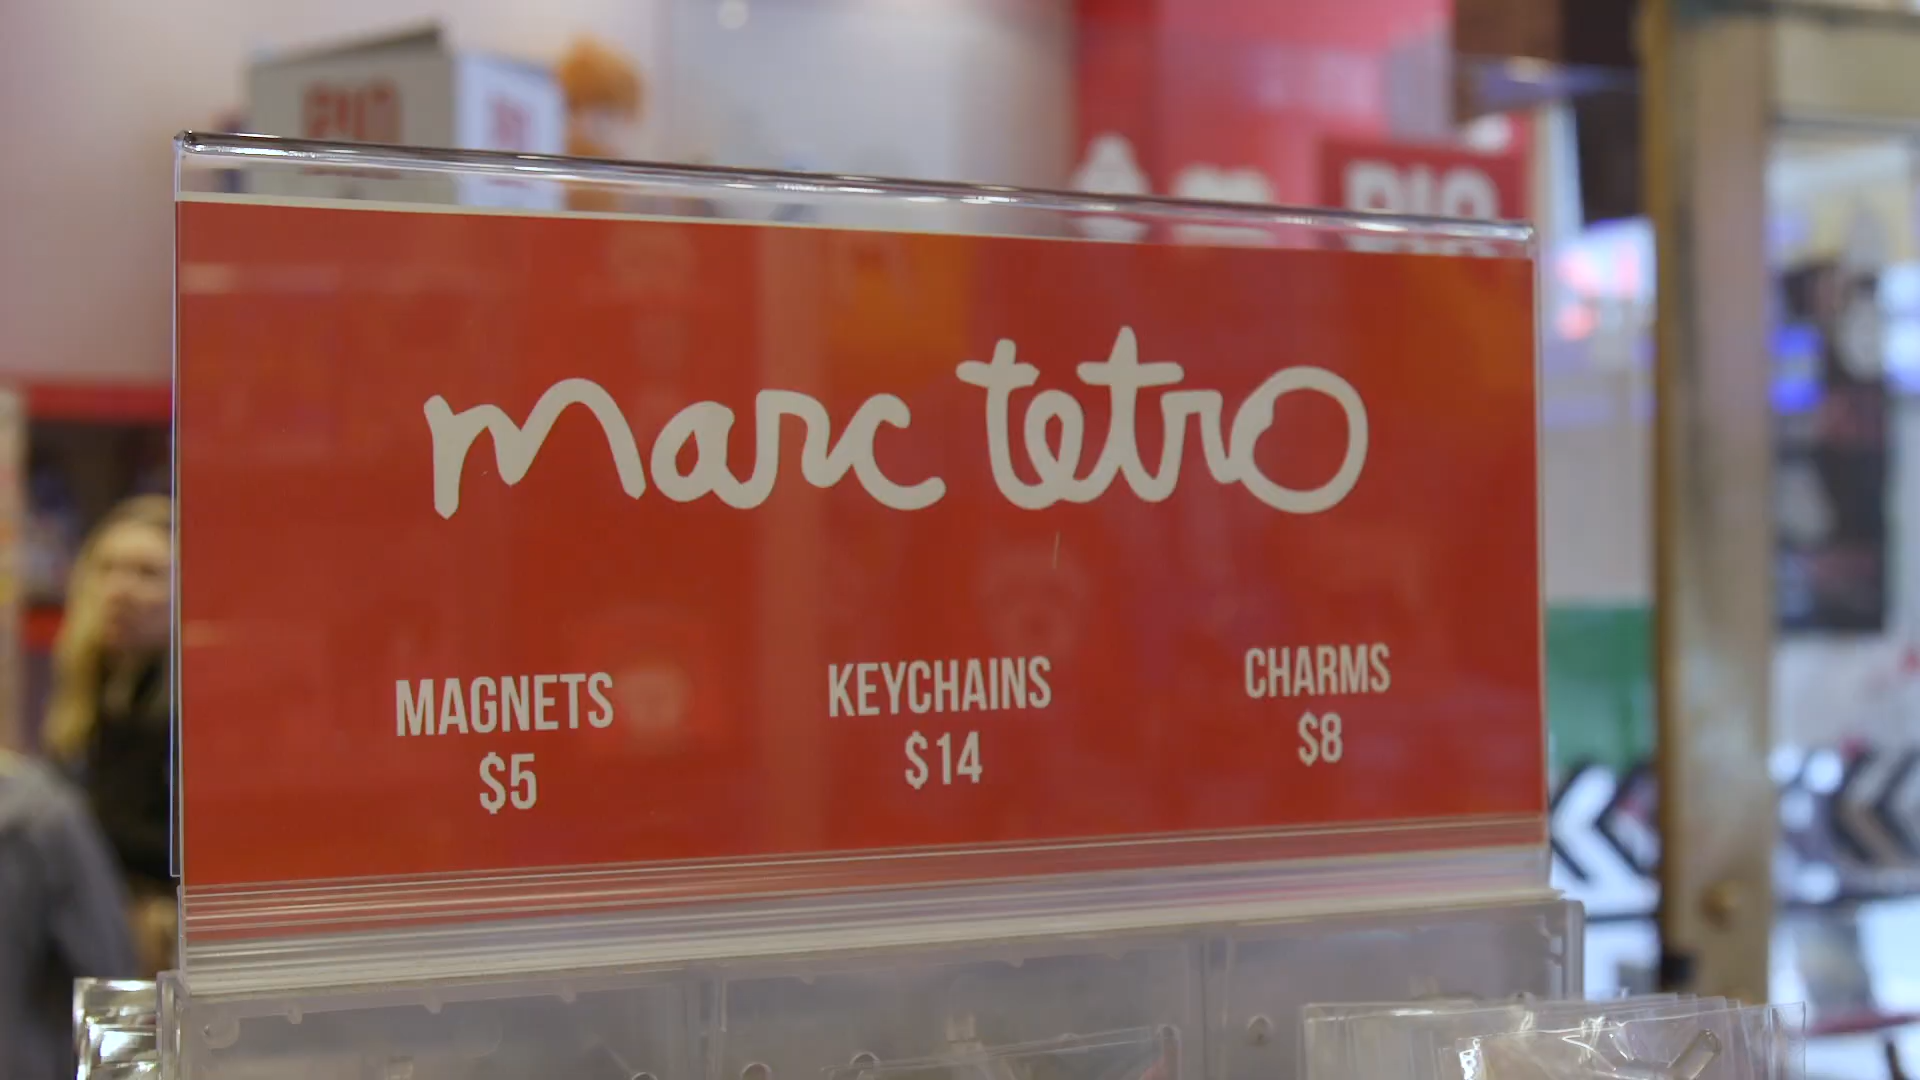 marc tetro
MAGNETS
$5
KEYCHAINS
$14
CHARMS
$8